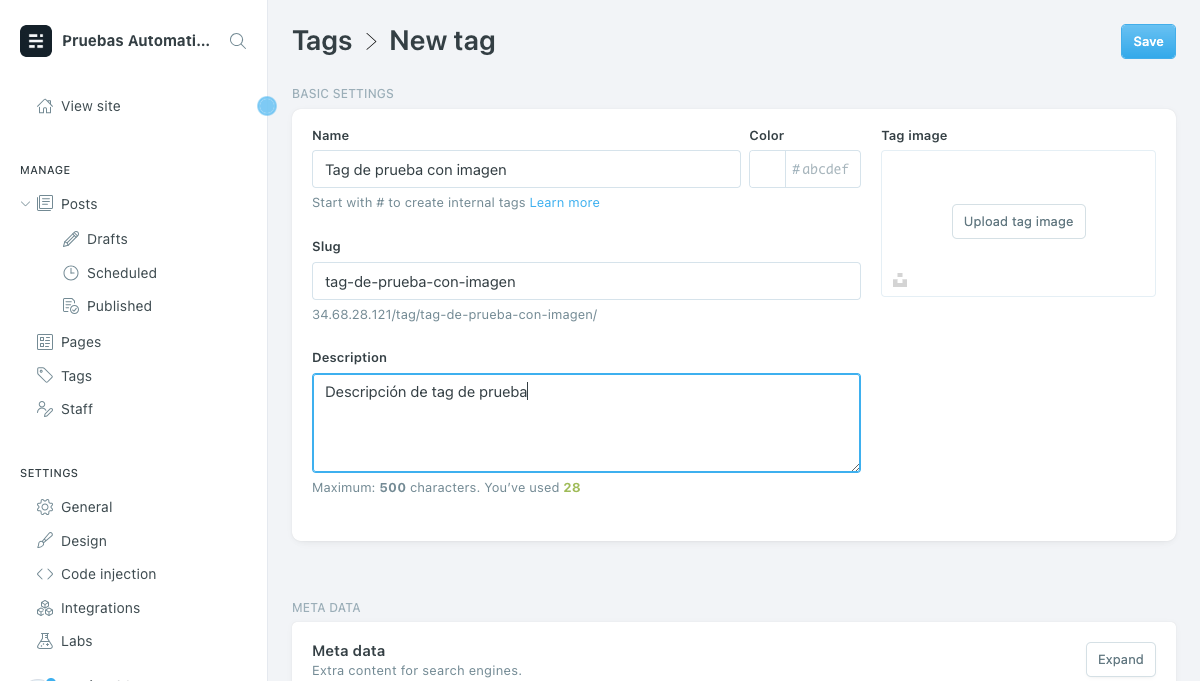 Pruebas Automati...
View site
MANAGE
Posts
Drafts
Scheduled
Published
Pages
Tags
Staff
SETTINGS
General
Design
Code injection
Integrations
Labs
Tags > New tag
Save
BASIC SETTINGS
Name
Tag de prueba con imagen
Start with # to create internal tags Learn more
Color
#abcdef
Tag image
Upload tag image
Slug
tag-de-prueba-con-imagen
34.68.28.121/tag/tag-de-prueba-con-imagen/
Description
Descripción de tag de prueba
Maximum: 500 characters. You’ve used 28
META DATA
Meta data
Extra content for search engines.
Expand